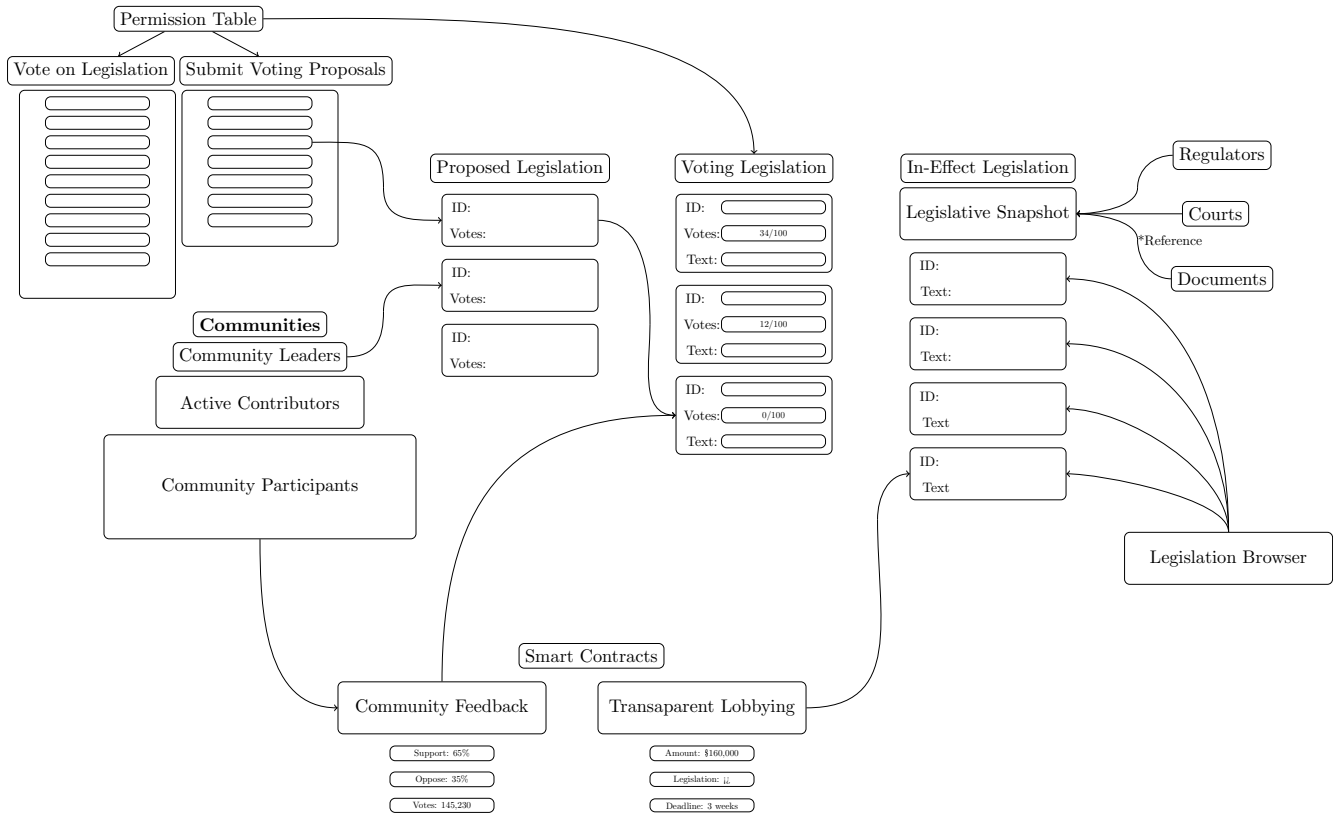 Permission Table
Vote on Legislation
Submit Voting Proposals
Proposed Legislation
ID:
Votes:
ID:
Votes:
ID:
Votes:
Voting Legislation
ID:
Votes: 34/100
Text:
ID:
Votes: 12/100
Text:
ID:
Votes: 0/100
Text:
In-Effect Legislation
Legislative Snapshot
ID:
Text:
ID:
Text:
ID:
Text
ID:
Text
Regulators
Courts
*Reference
Documents
Legislation Browser
Communities
Community Leaders
Active Contributors
Community Participants
Smart Contracts
Community Feedback
Support: 65%
Oppose: 35%
Votes: 145,230
Transaparent Lobbying
Amount: $160,000
Legislation: ¿¿
Deadline: 3 weeks